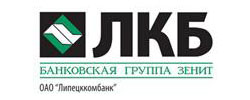 ЛКБ
БАНКОВСКАЯ ГРУППА ЗЕНИТ
ОАО "Липецккомбанк"